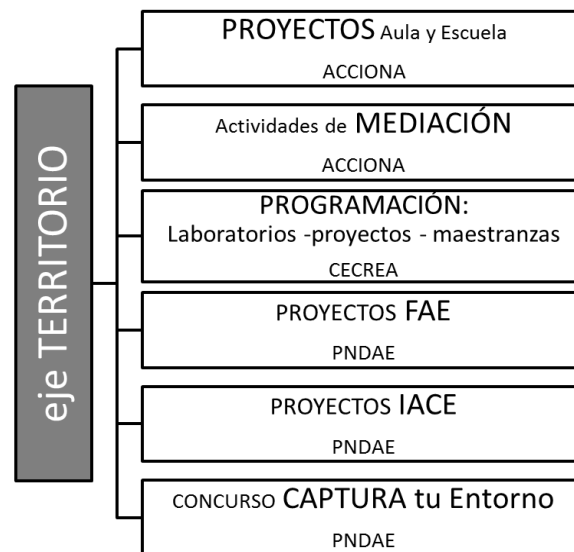 eje TERRITORIO
PROYECTOS Aula y Escuela
ACCIONA
Actividades de MEDIACIÓN
ACCIONA
PROGRAMACIÓN:
Laboratorios -proyectos - maestranzas
CECREA
PROYECTOS FAE
PNDAE
PROYECTOS IACE
PNDAE
CONCURSO CAPTURA tu Entorno
PNDAE